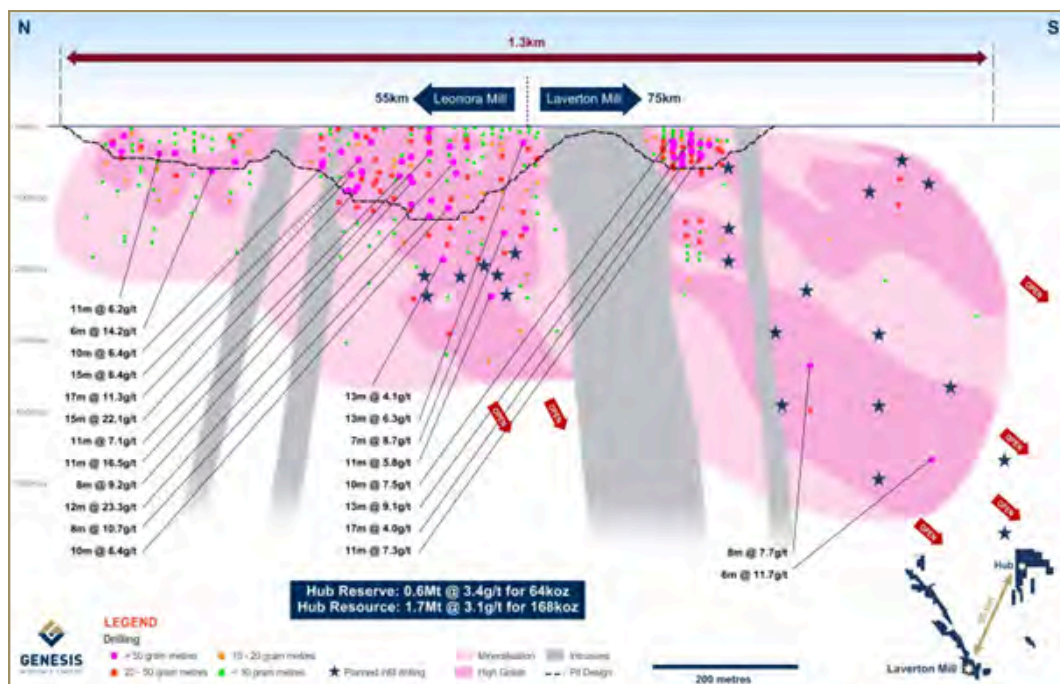 N
S
1.3km
55km
Leonora Mill
Laverton Mill
75km
11m @ 6.2g/t
6m @ 14.2g/t
10m @ 6.4g/t
15m @ 6.4g/t
17m @ 11.3g/t
15m @ 22.1g/t
11m @ 7.1g/t
11m @ 16.5g/t
8m @ 9.2g/t
12m @ 23.3g/t
8m @ 10.7g/t
10m @ 6.4g/t
13m @ 4.1g/t
13m @ 6.3g/t
7m @ 8.7g/t
11m @ 5.8g/t
10m @ 7.5g/t
13m @ 9.1g/t
17m @ 4.0g/t
11m @ 7.3g/t
8m @ 7.7g/t
6m @ 11.7g/t
OPEN
OPEN
OPEN
OPEN
OPEN
OPEN
Hub Reserve: 0.6Mt @ 3.4g/t for 64koz
Hub Resource: 1.7Mt @ 3.1g/t for 168koz
Hub
Laverton Mill
GENESIS
LEGEND
Drilling
> 50 gram metres
20 - 50 gram metres
10 - 20 gram metres
< 10 gram metres
Planned infill drilling
Mineralisation
High Grade
Intrusives
Pit Design
200 metres